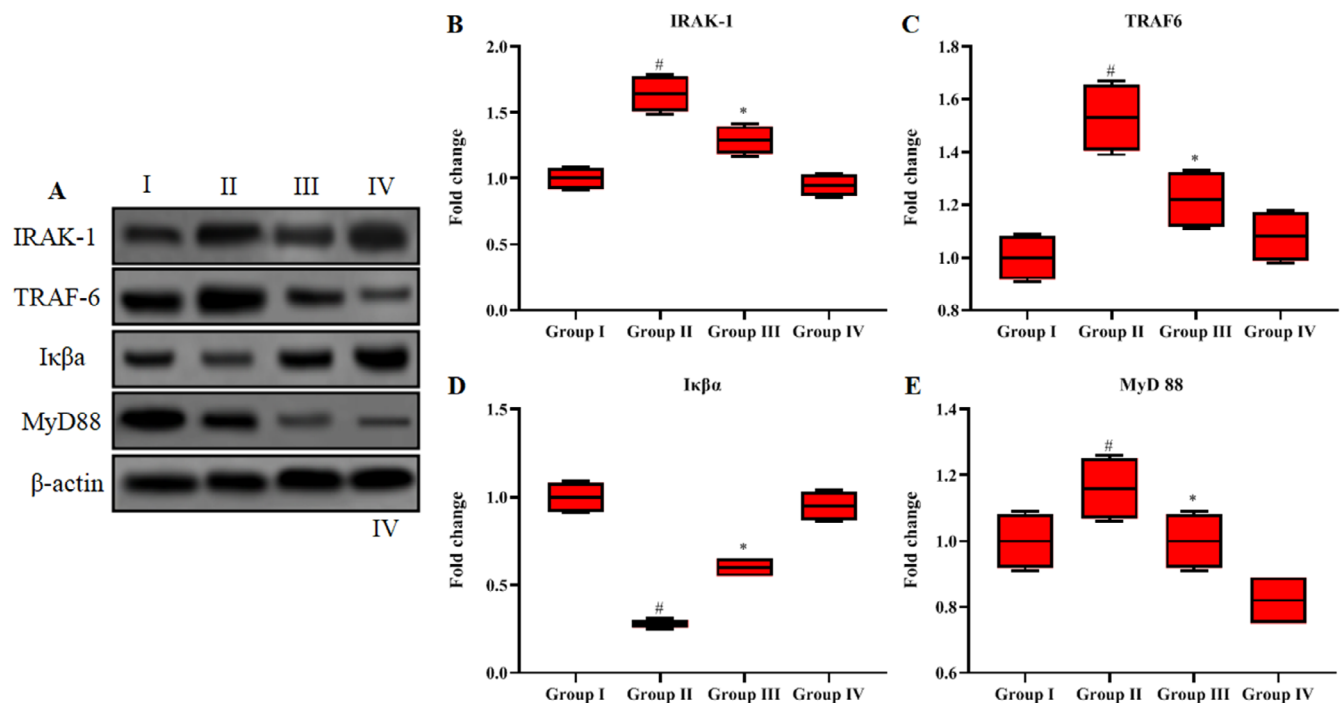 A
I II III IV
IRAK-1
TRAF-6
Iκβa
MyD88
β-actin
IV
B
IRAK-1
Fold change
2.0
1.5
1.0
0.5
0.0
#
*
Group I Group II Group III Group IV
C
TRAF6
Fold change
1.8
1.6
1.4
1.2
1.0
0.8
#
*
Group I Group II Group III Group IV
D
Iκβα
Fold change
1.5
1.0
0.5
0.0
#
*
Group I Group II Group III Group IV
E
MyD 88
Fold change
1.4
1.2
1.0
0.8
0.6
#
*
Group I Group II Group III Group IV